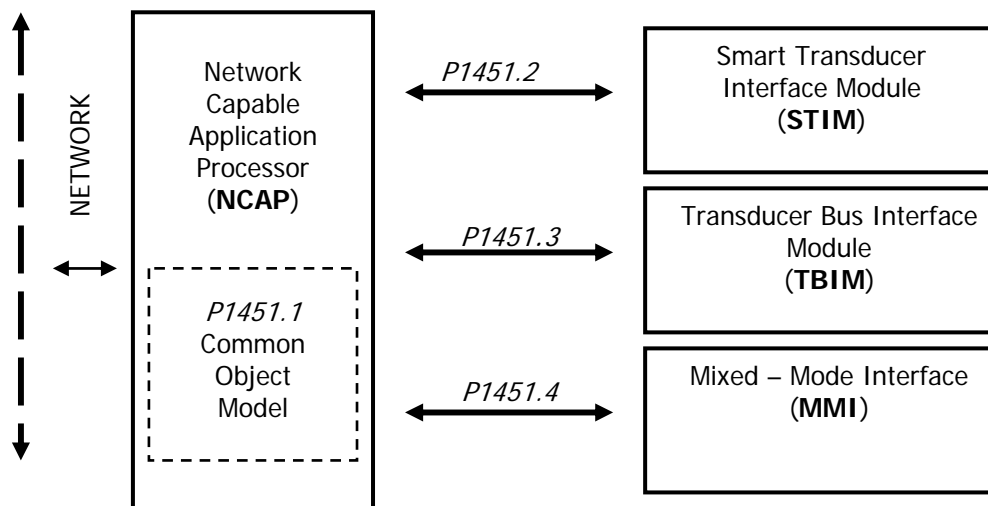 NETWORK
Network
Capable
Application
Processor
(NCAP)
P1451.1
Common
Object
Model
P1451.2
P1451.3
P1451.4
Smart Transducer
Interface Module
(STIM)
Transducer Bus Interface
Module
(TBIM)
Mixed – Mode Interface
(MMI)